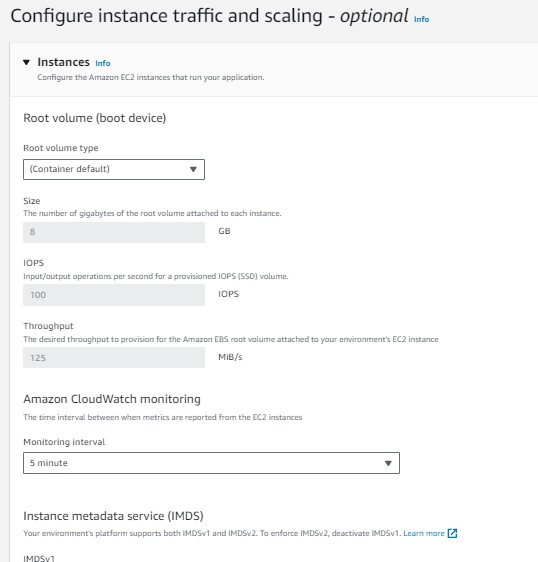 Configure instance traffic and scaling - optional Info
Instances Info
Configure the Amazon EC2 instances that run your application.
Root volume (boot device)
Root volume type
(Container default)
Size
The number of gigabytes of the root volume attached to each instance.
8 GB
IOPS
Input/output operations per second for a provisioned IOPS (SSD) volume.
100 IOPS
Throughput
The desired throughput to provision for the Amazon EBS root volume attached to your environment's EC2 instance
125 MiB/s
Amazon CloudWatch monitoring
The time interval between when metrics are reported from the EC2 instances
Monitoring interval
5 minute
Instance metadata service (IMDS)
Your environment's platform supports both IMDSv1 and IMDSv2. To enforce IMDSv2, deactivate IMDSv1. Learn more
IMDSv1